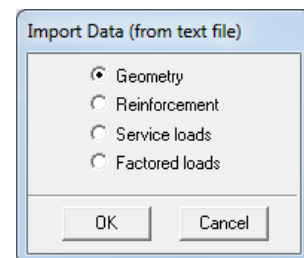 Import Data (from text file)
Geometry
Reinforcement
Service loads
Factored loads
OK
Cancel